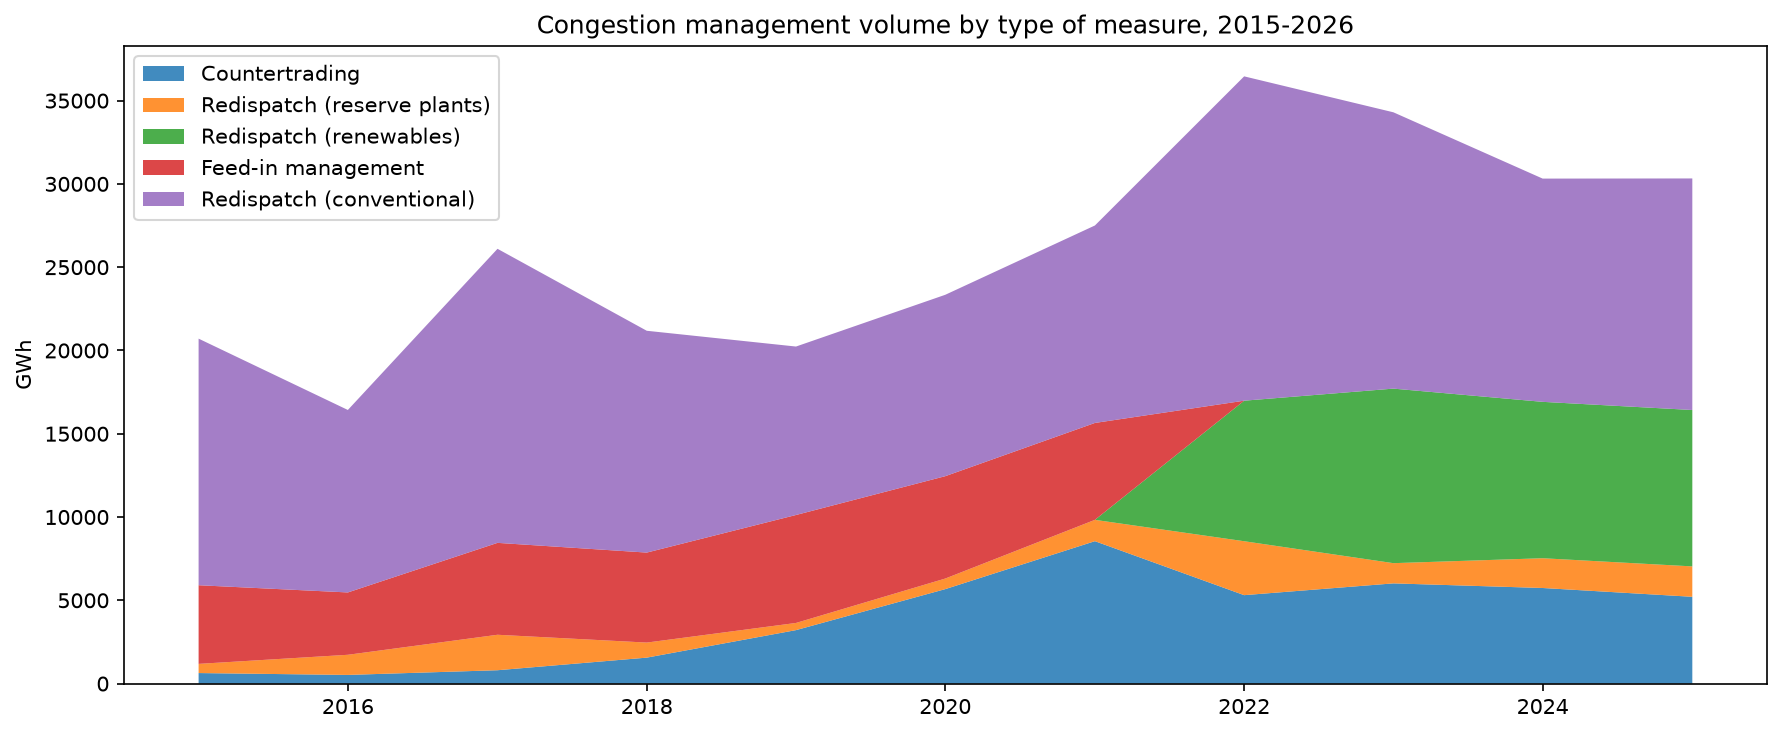 Congestion management volume by type of measure, 2015-2026
Countertrading
Redispatch (reserve plants)
Redispatch (renewables)
Feed-in management
Redispatch (conventional)
GWh
35000
30000
25000
20000
15000
10000
5000
0
2016
2018
2020
2022
2024